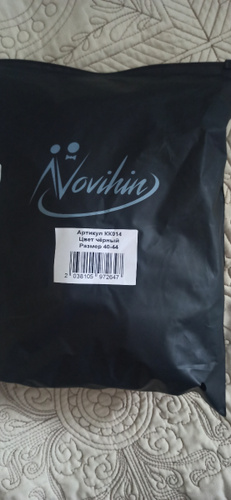 Novihin
Артикул КК014
Цвет чёрный
Размер 40-44
2 038105 972647